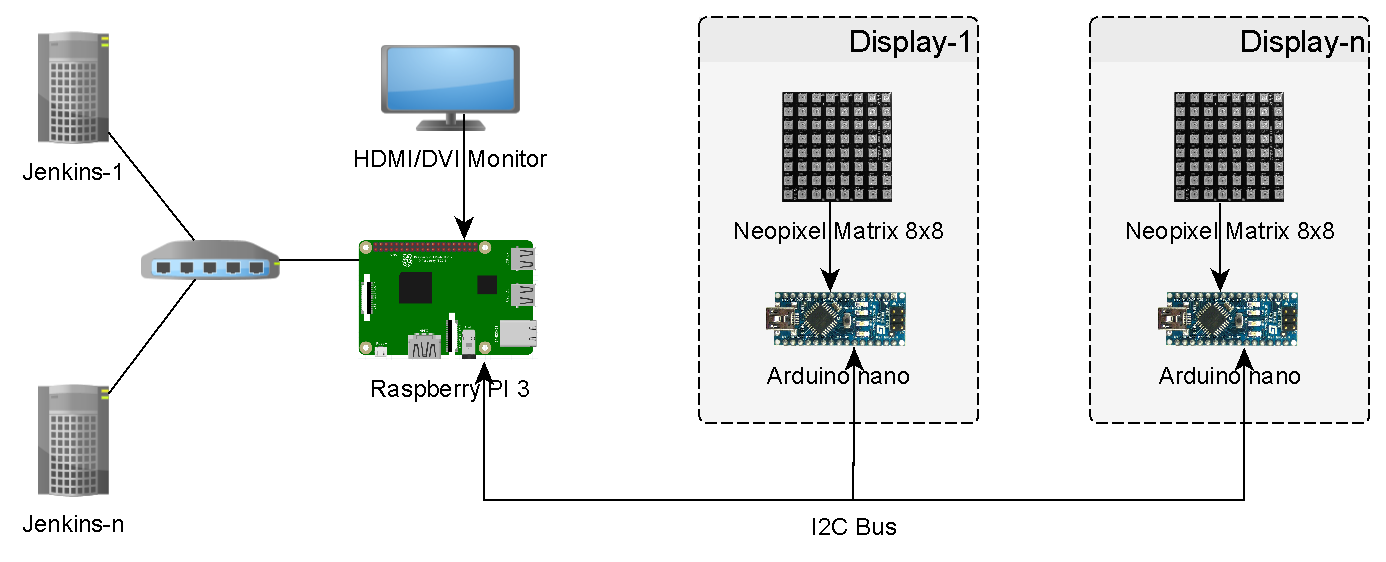 Display-1
Display-n
Jenkins-1
HDMI/DVI Monitor
Neopixel Matrix 8x8
Neopixel Matrix 8x8
Raspberry PI 3
Arduino nano
Arduino nano
Jenkins-n
I2C Bus